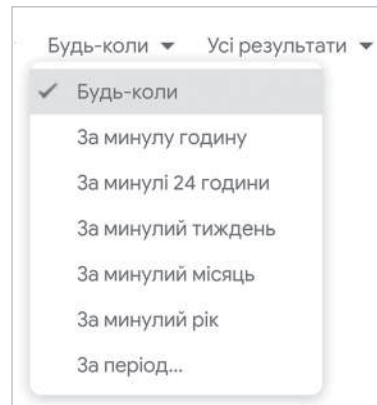 Будь-коли Усі результати
Будь-коли
За минулу годину
За минулі 24 години
За минулий тиждень
За минулий місяць
За минулий рік
За період...